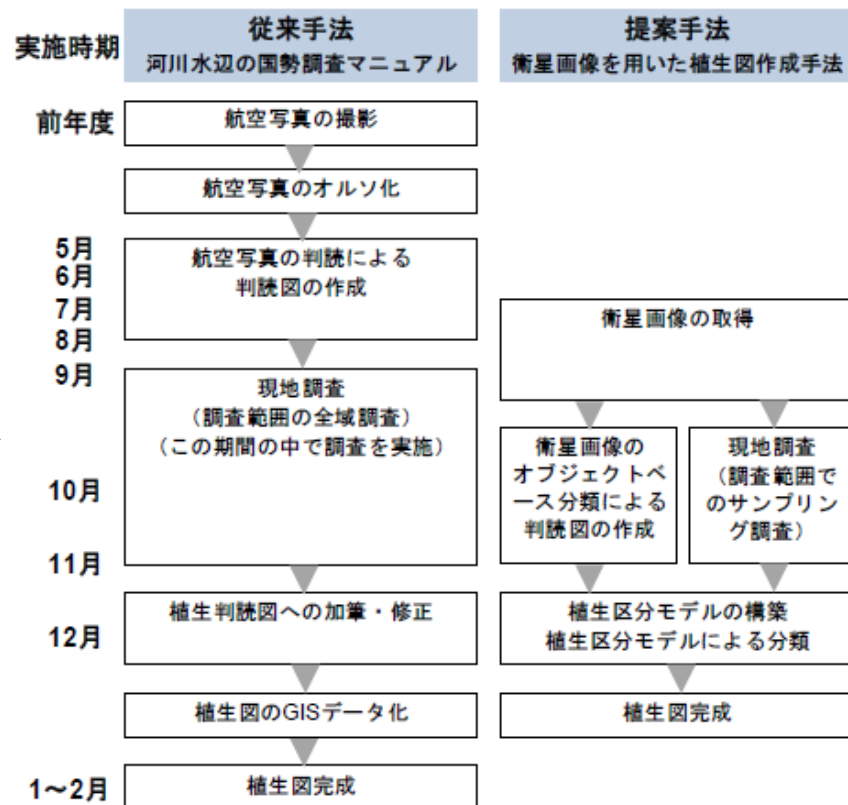 実施時期
従来手法
河川水辺の国勢調査マニュアル
提案手法
衛星画像を用いた植生図作成手法
前年度
航空写真の撮影
航空写真のオルソ化
5月
6月
7月
8月
航空写真の判読による
判読図の作成
衛星画像の取得
9月
現地調査
(調査範囲の全域調査)
(この期間の中で調査を実施)
衛星画像の
オブジェクトベ
ース分類による
判読図の作成
現地調査
(調査範囲で
のサンプリン
グ調査)
10月
11月
植生判読図への加筆・修正
植生区分モデルの構築
植生区分モデルによる分類
12月
植生図のGISデータ化
植生図完成
1～2月
植生図完成